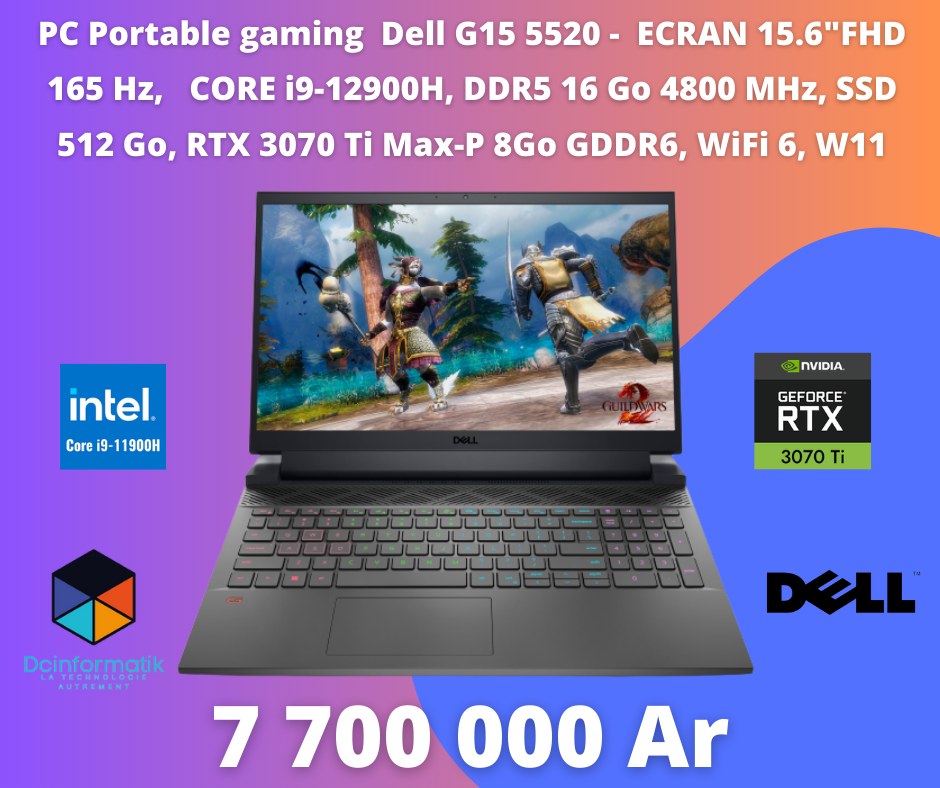 PC Portable gaming Dell G15 5520 - ECRAN 15.6"FHD
165 Hz, CORE i9-12900H, DDR5 16 Go 4800 MHz, SSD
512 Go, RTX 3070 Ti Max-P 8Go GDDR6, WiFi 6, W11
GUILD WARS 2
DELL
intel.
Core i9-11900H
NVIDIA.
GEFORCE®
RTX
3070 Ti
DELL™
Dcinformatik
LA TECHNOLOGIE
AUTREMENT
7 700 000 Ar